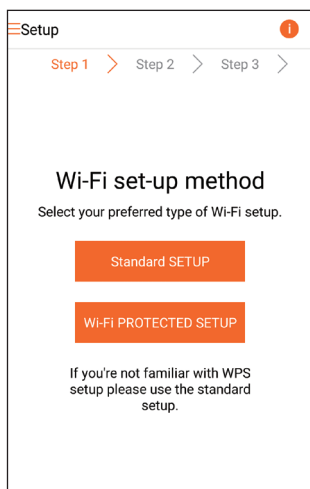 Setup
i
Step 1 Step 2 Step 3
Wi-Fi set-up method
Select your preferred type of Wi-Fi setup.
Standard SETUP
Wi-Fi PROTECTED SETUP
If you're not familiar with WPS
setup please use the standard
setup.